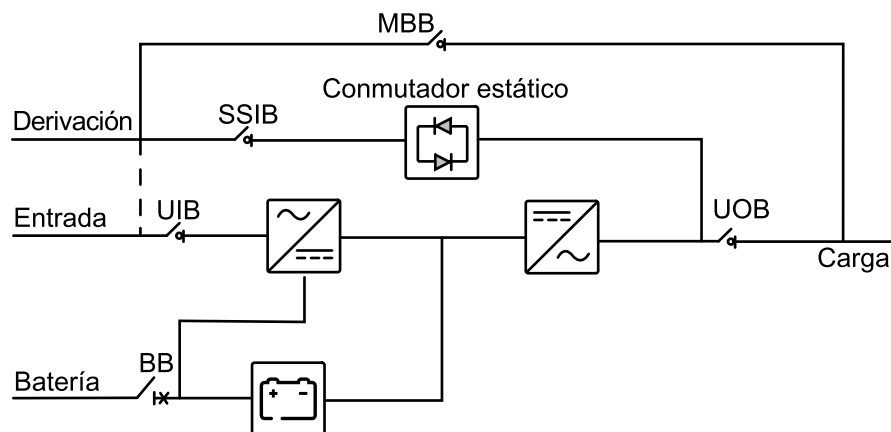 MBB
Conmutador estático
SSIB
Derivación
UIB
Entrada
UOB
Carga
BB
Batería